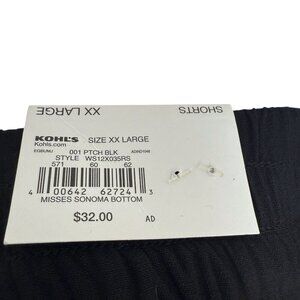 XX LARGE
SHORTS
KOHL'S SIZE XX LARGE
Kohls.com
001 PTCH BLK
STYLE WS12X035RS
571 60 62
4 00642 62724 3
MISSES SONOMA BOTTOM
$32.00 AD